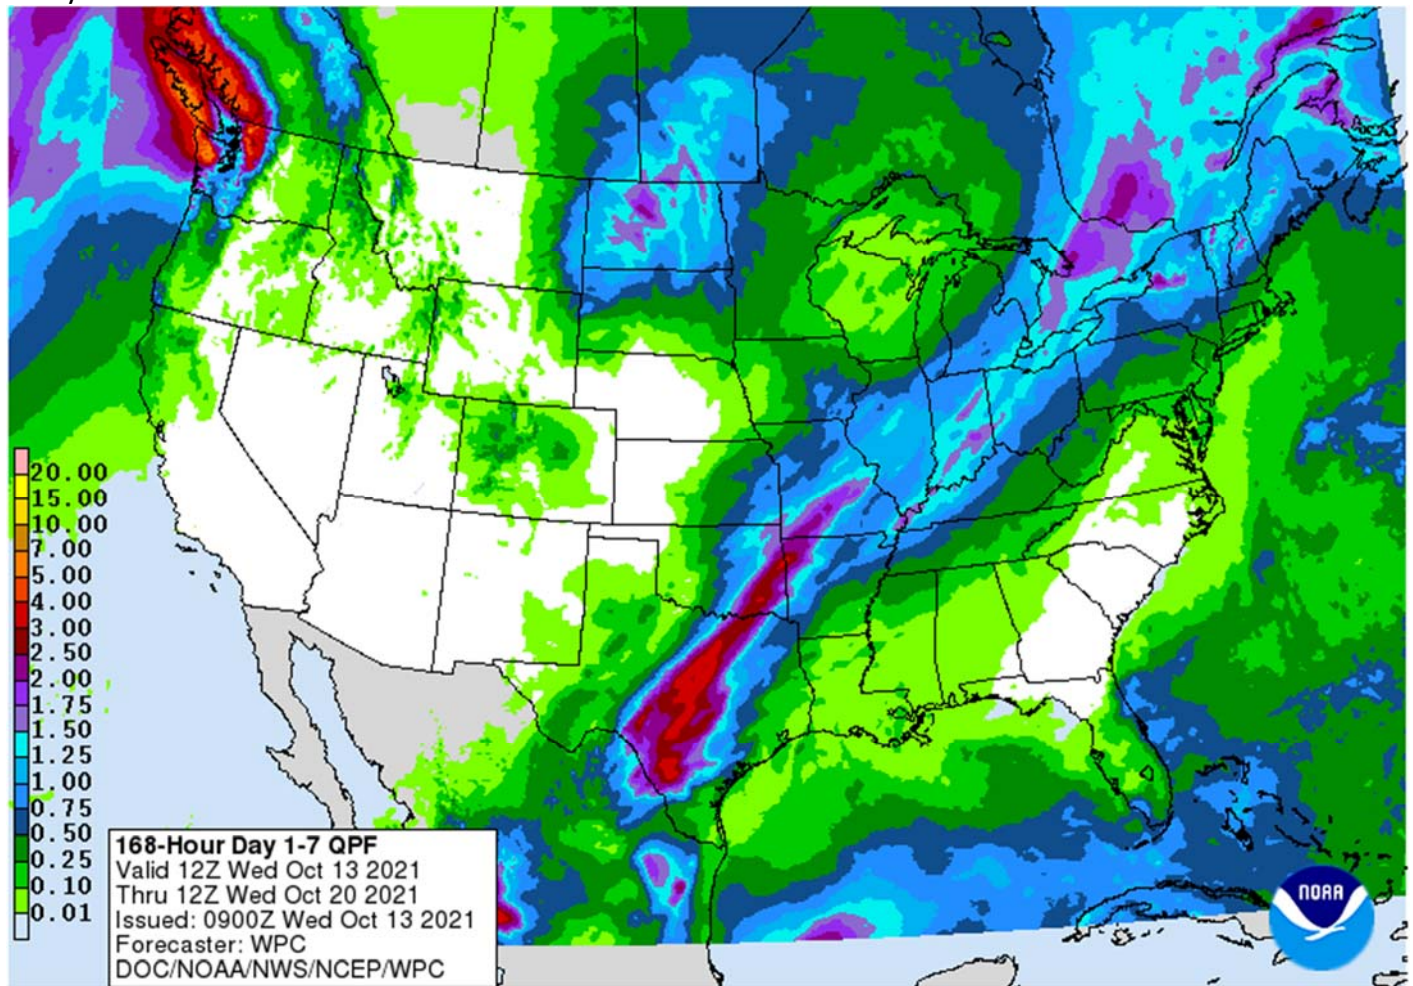 20.00
15.00
10.00
7.00
5.00
4.00
3.00
2.50
2.00
1.75
1.50
1.25
1.00
0.75
0.50
0.25
0.10
0.01
168-Hour Day 1-7 QPF
Valid 12Z Wed Oct 13 2021
Thru 12Z Wed Oct 20 2021
Issued: 0900Z Wed Oct 13 2021
Forecaster: WPC
DOC/NOAA/NWS/NCEP/WPC
NOAA